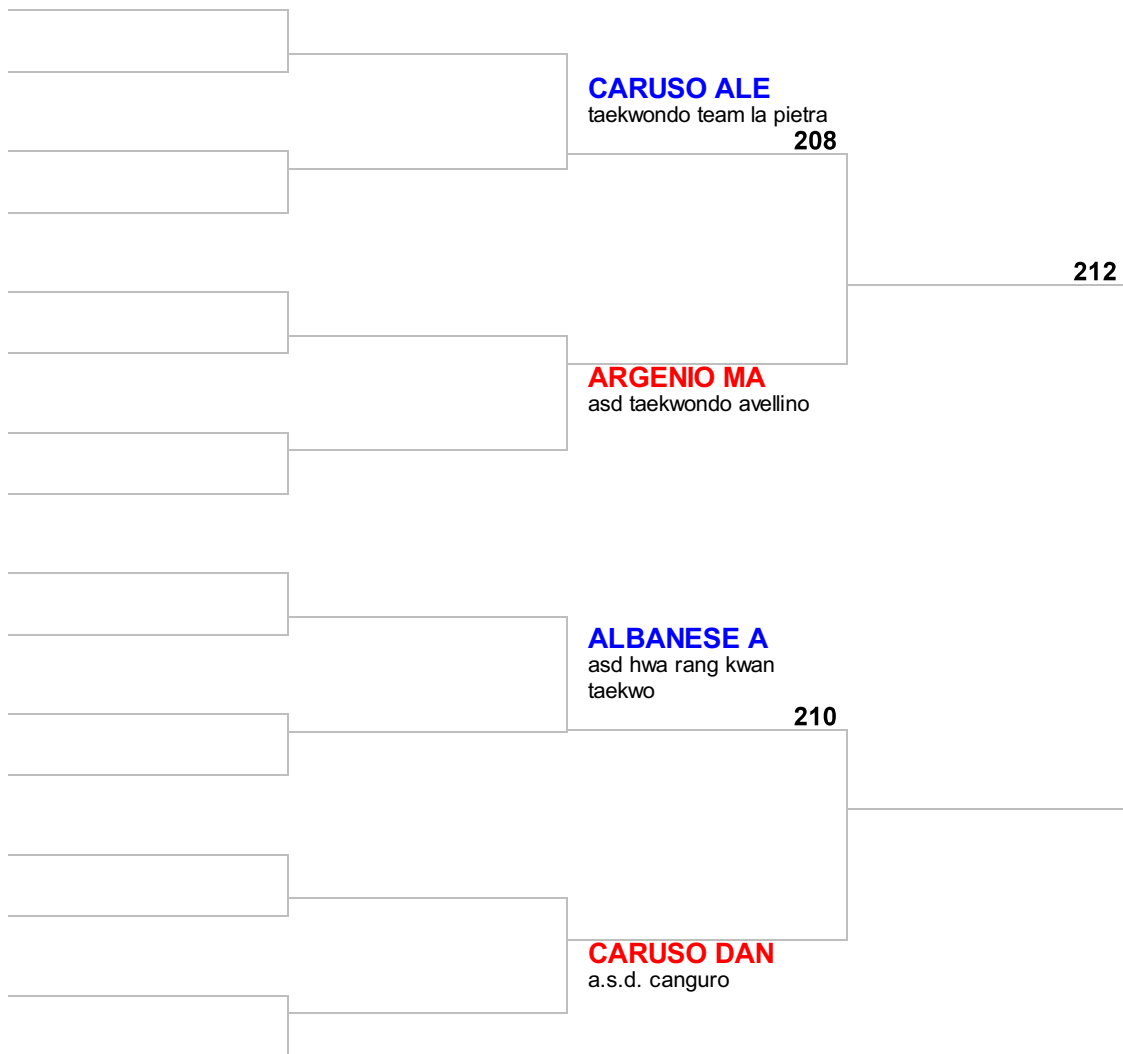 CARUSO ALE
taekwondo team la pietra
208
212
ARGENIO MA
asd taekwondo avellino
ALBANESE A
asd hwa rang kwan
taekwo
210
CARUSO DAN
a.s.d. canguro